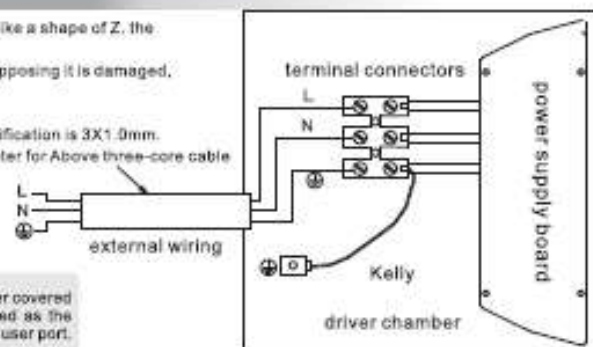 like a shape of Z. the
pposing it is damaged,
ification is 3X1.0mm.
ter for Above three-core cable
L
N
external wiring
er covered
ed as the
user port.
terminal connectors
L
N
Kelly
driver chamber
power supply board